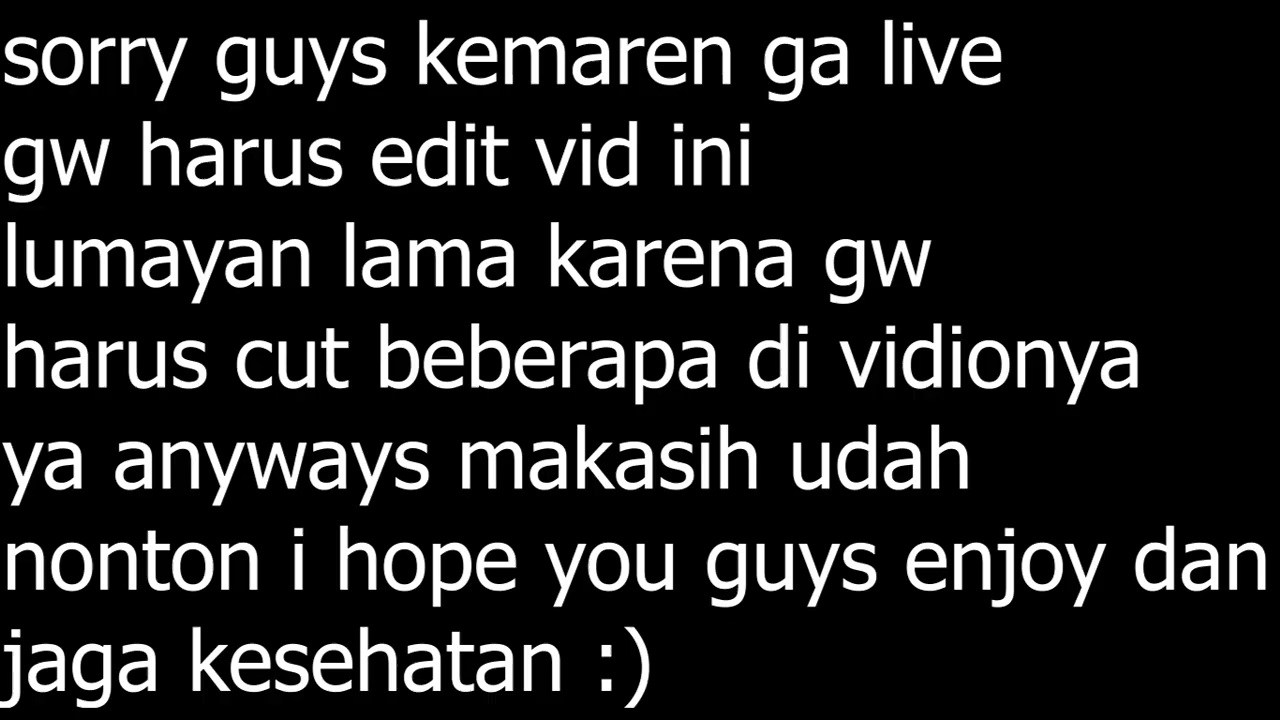 sorry guys kemaren ga live
gw harus edit vid ini
lumayan lama karena gw
harus cut beberapa di vidionya
ya anyways makasih udah
nonton i hope you guys enjoy dan
jaga kesehatan :)